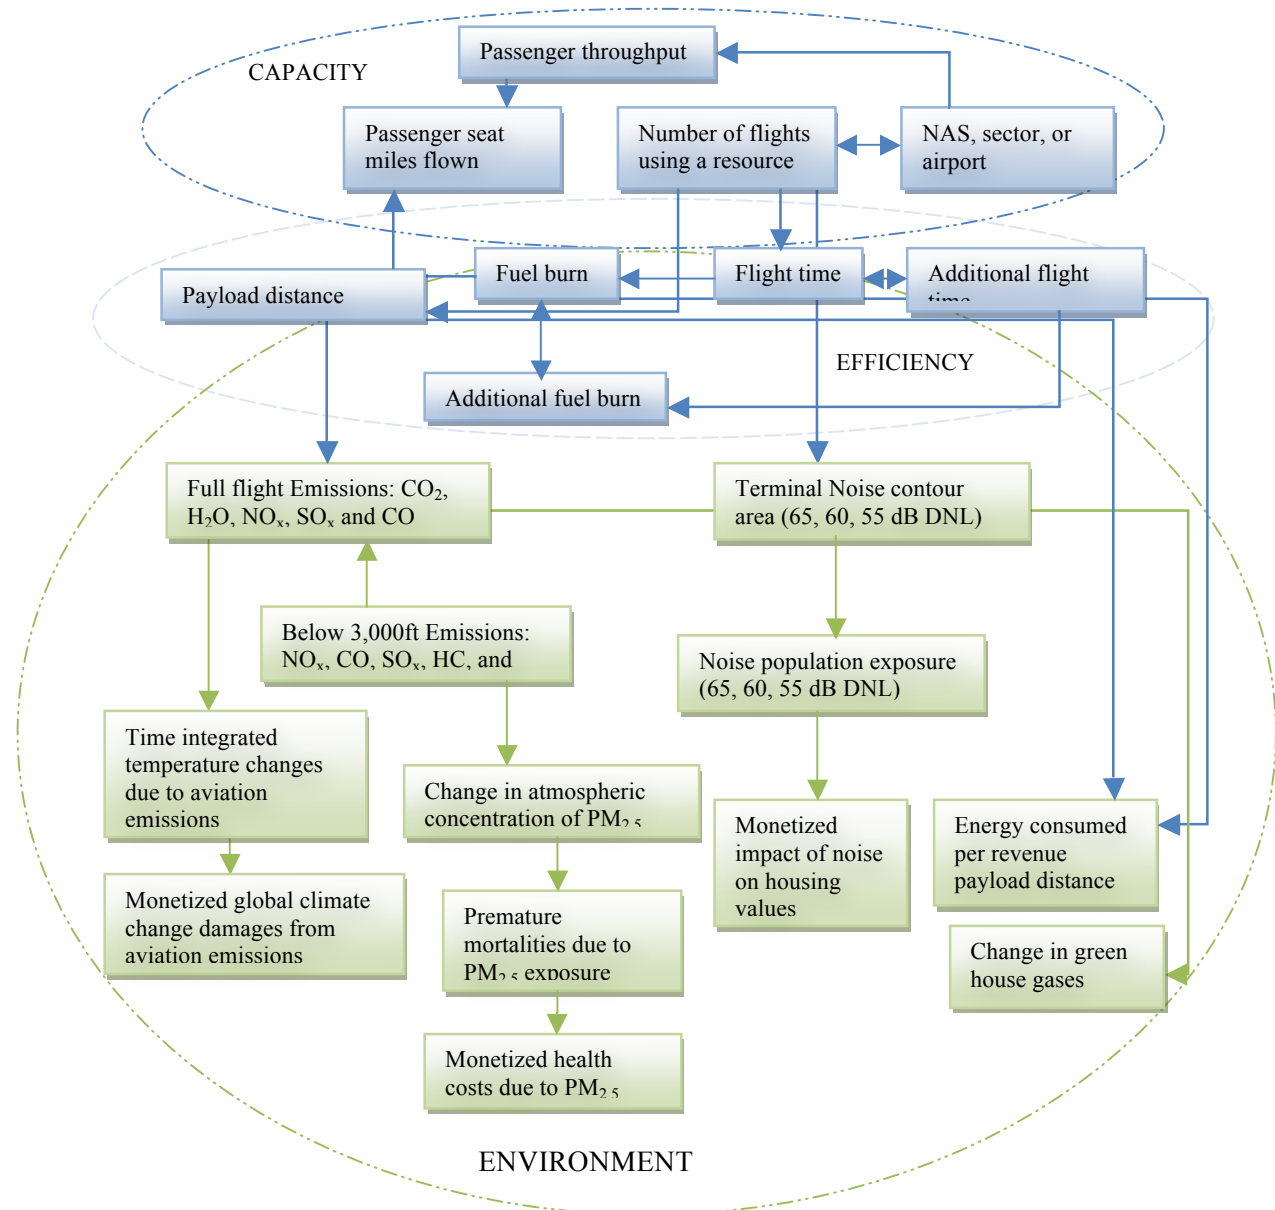 Passenger throughput
CAPACITY
Passenger seat
miles flown
Number of flights
using a resource
NAS, sector, or
airport
Fuel burn
Flight time
Additional flight
time
Payload distance
EFFICIENCY
Additional fuel burn
Full flight Emissions: CO₂,
H₂O, NOₓ, SOₓ and CO
Terminal Noise contour
area (65, 60, 55 dB DNL)
Below 3,000ft Emissions:
NOₓ, CO, SOₓ, HC, and
Noise population exposure
(65, 60, 55 dB DNL)
Time integrated
temperature changes
due to aviation
emissions
Change in atmospheric
concentration of PM₂.₅
Monetized
impact of noise
on housing
values
Energy consumed
per revenue
payload distance
Monetized global climate
change damages from
aviation emissions
Premature
mortalities due to
PM₂.₅ exposure
Change in green
house gases
Monetized health
costs due to PM₂.₅
ENVIRONMENT